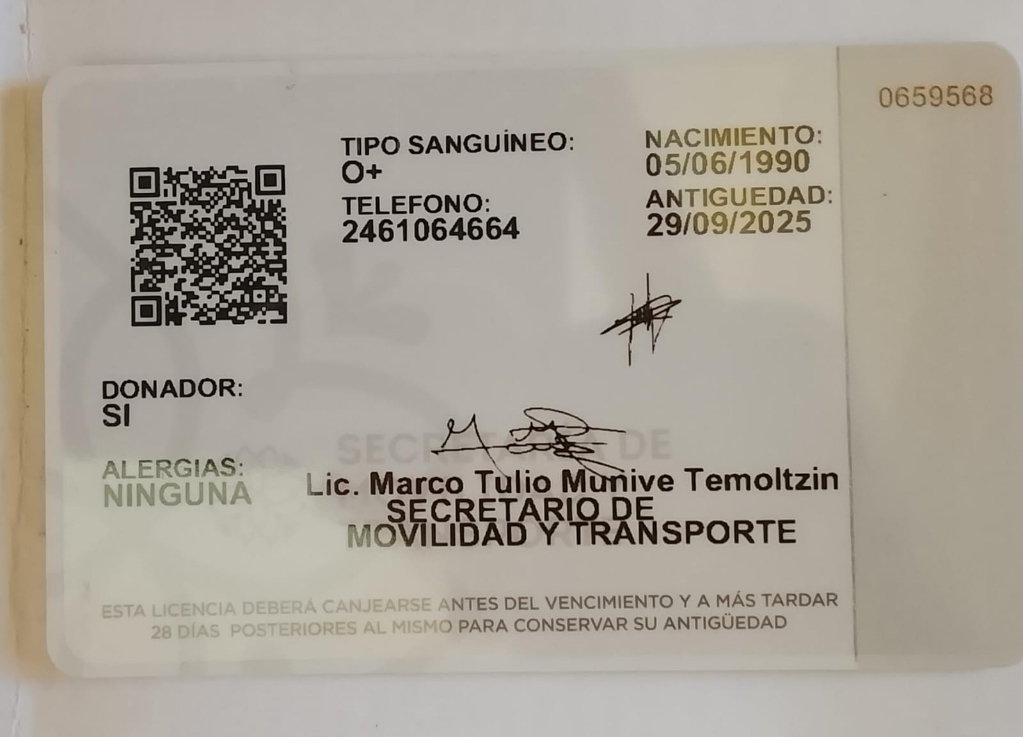 0659568
TIPO SANGUÍNEO:
O+
TELEFONO:
2461064664
NACIMIENTO:
05/06/1990
ANTIGUEDAD:
29/09/2025
DONADOR:
SI
ALERGIAS:
NINGUNA
SECRETARÍA DE
Lic. Marco Tulio Munive Temoltzin
SECRETARIO DE
MOVILIDAD Y TRANSPORTE
ESTA LICENCIA DEBERÁ CANJEARSE ANTES DEL VENCIMIENTO Y A MÁS TARDAR
28 DÍAS POSTERIORES AL MISMO PARA CONSERVAR SU ANTIGÜEDAD